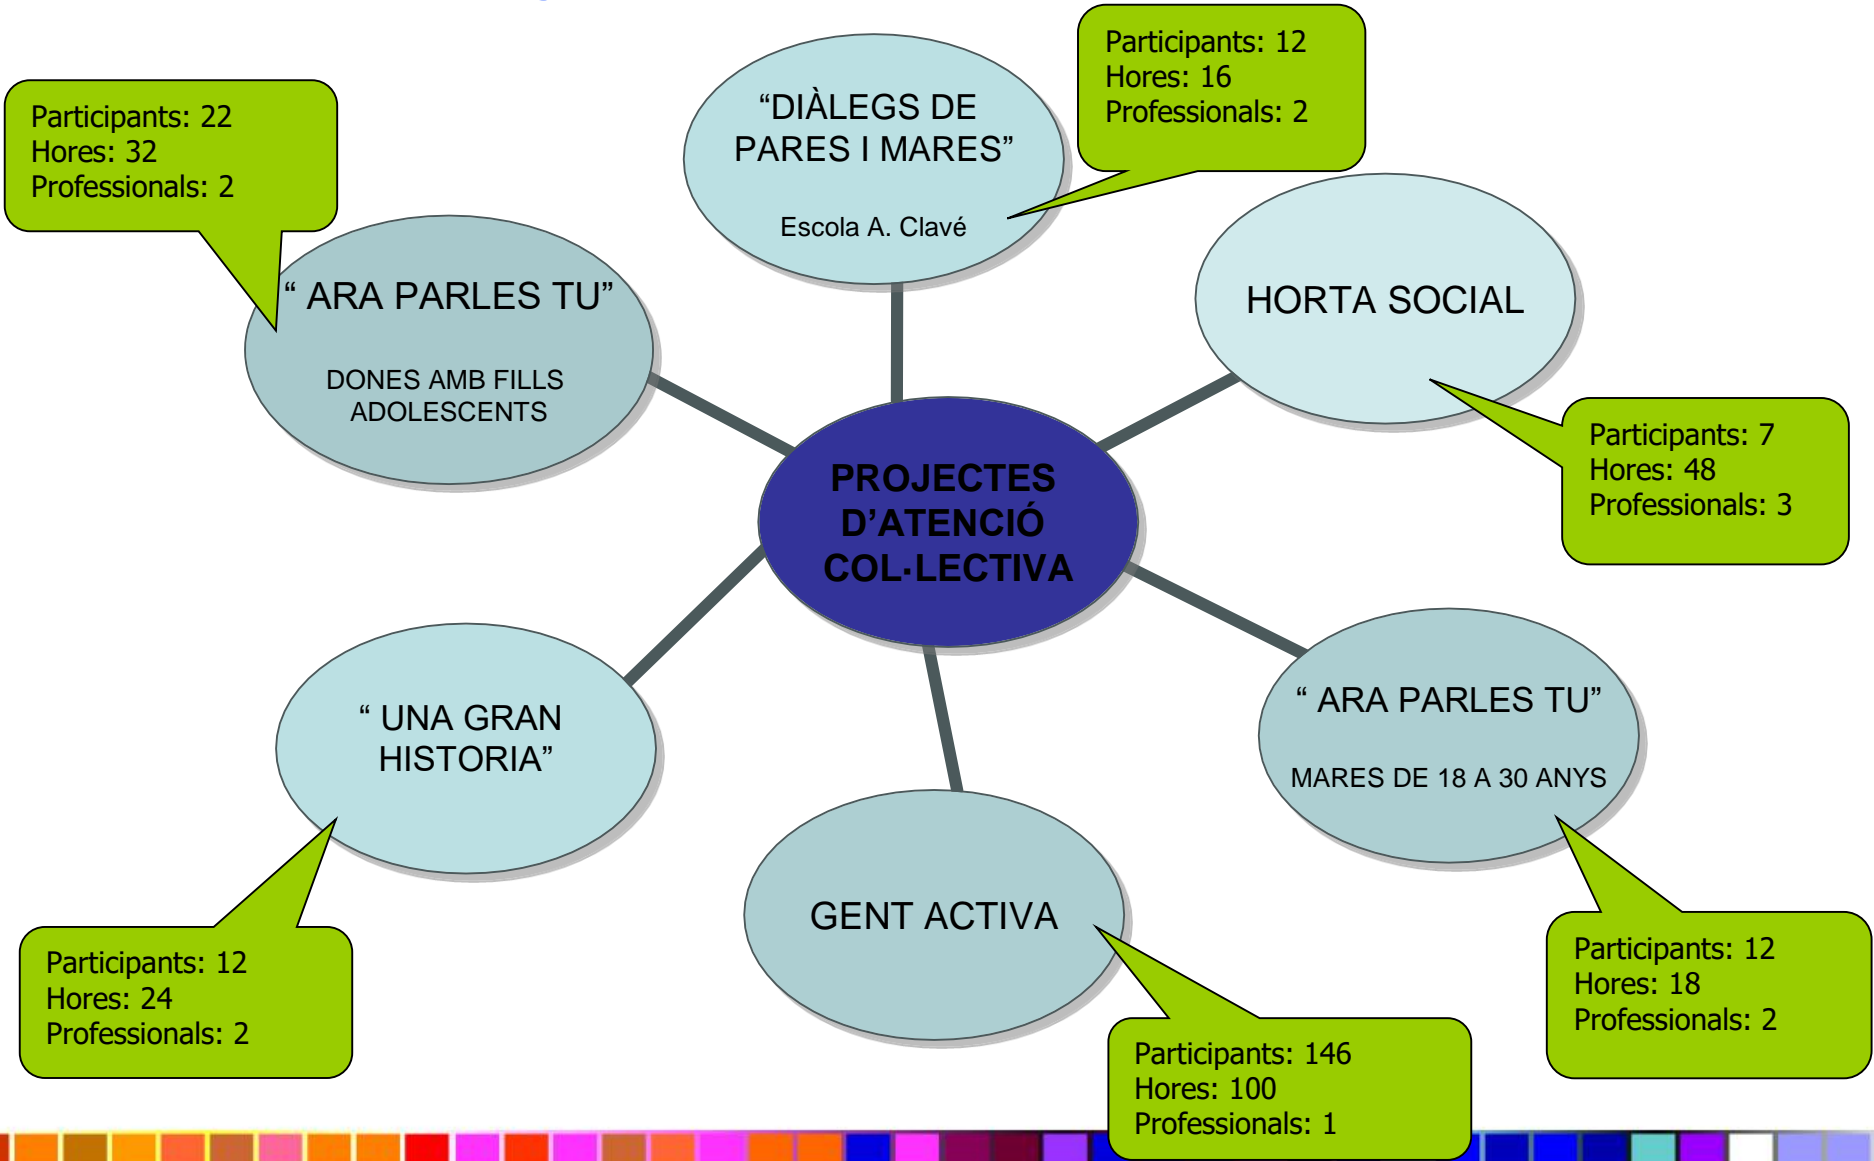 Participants: 12
Hores: 16
Professionals: 2
“DIÀLEGS DE
PARES I MARES”
Escola A. Clavé
Participants: 22
Hores: 32
Professionals: 2
“ ARA PARLES TU”
DONES AMB FILLS
ADOLESCENTS
HORTA SOCIAL
Participants: 7
Hores: 48
Professionals: 3
PROJECTES
D’ATENCIÓ
COL·LECTIVA
“ UNA GRAN
HISTORIA”
Participants: 12
Hores: 24
Professionals: 2
GENT ACTIVA
Participants: 146
Hores: 100
Professionals: 1
“ ARA PARLES TU”
MARES DE 18 A 30 ANYS
Participants: 12
Hores: 18
Professionals: 2